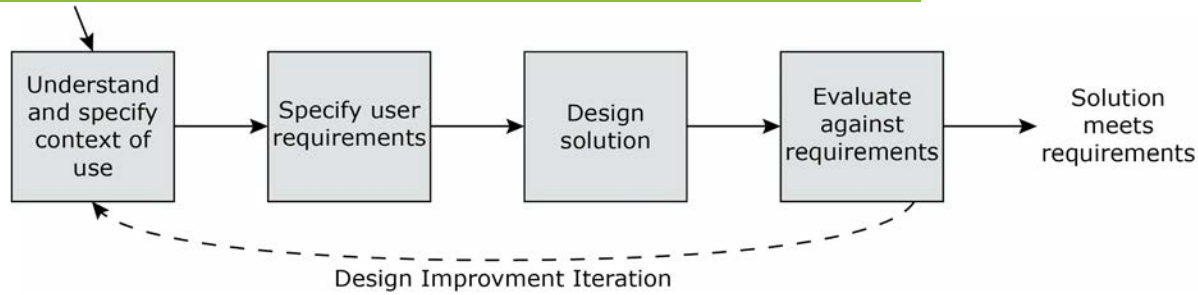 Understand
and specify
context of
use
Specify user
requirements
Design
solution
Evaluate
against
requirements
Solution
meets
requirements
Design Improvment Iteration